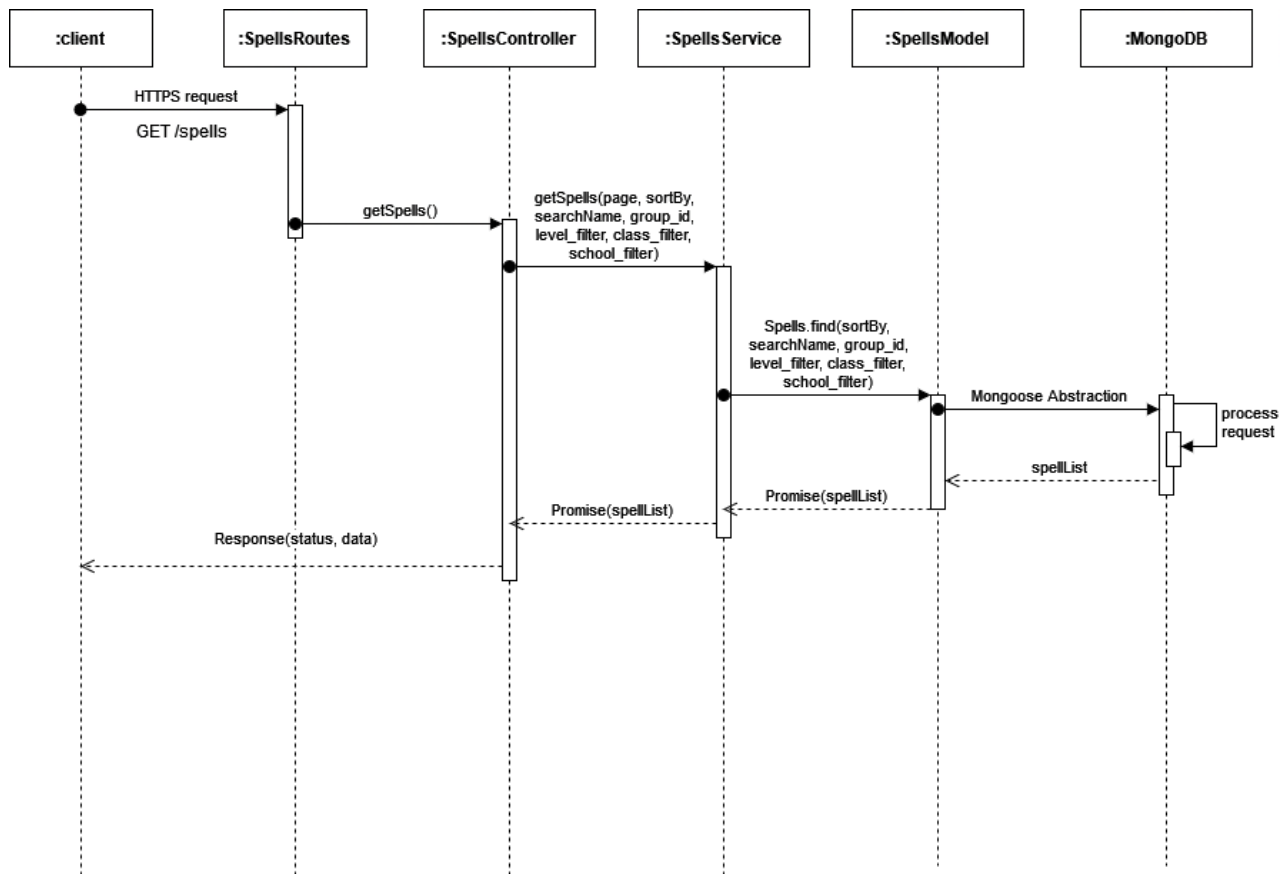 :client
:SpellsRoutes
:SpellsController
:SpellsService
:SpellsModel
:MongoDB
HTTPS request
GET /spells
getSpells()
getSpells(page, sortBy,
searchName, group_id,
level_filter, class_filter,
school_filter)
Spells.find(sortBy,
searchName, group_id,
level_filter, class_filter,
school_filter)
Mongoose Abstraction
process
request
spellList
Promise(spellList)
Promise(spellList)
Response(status, data)